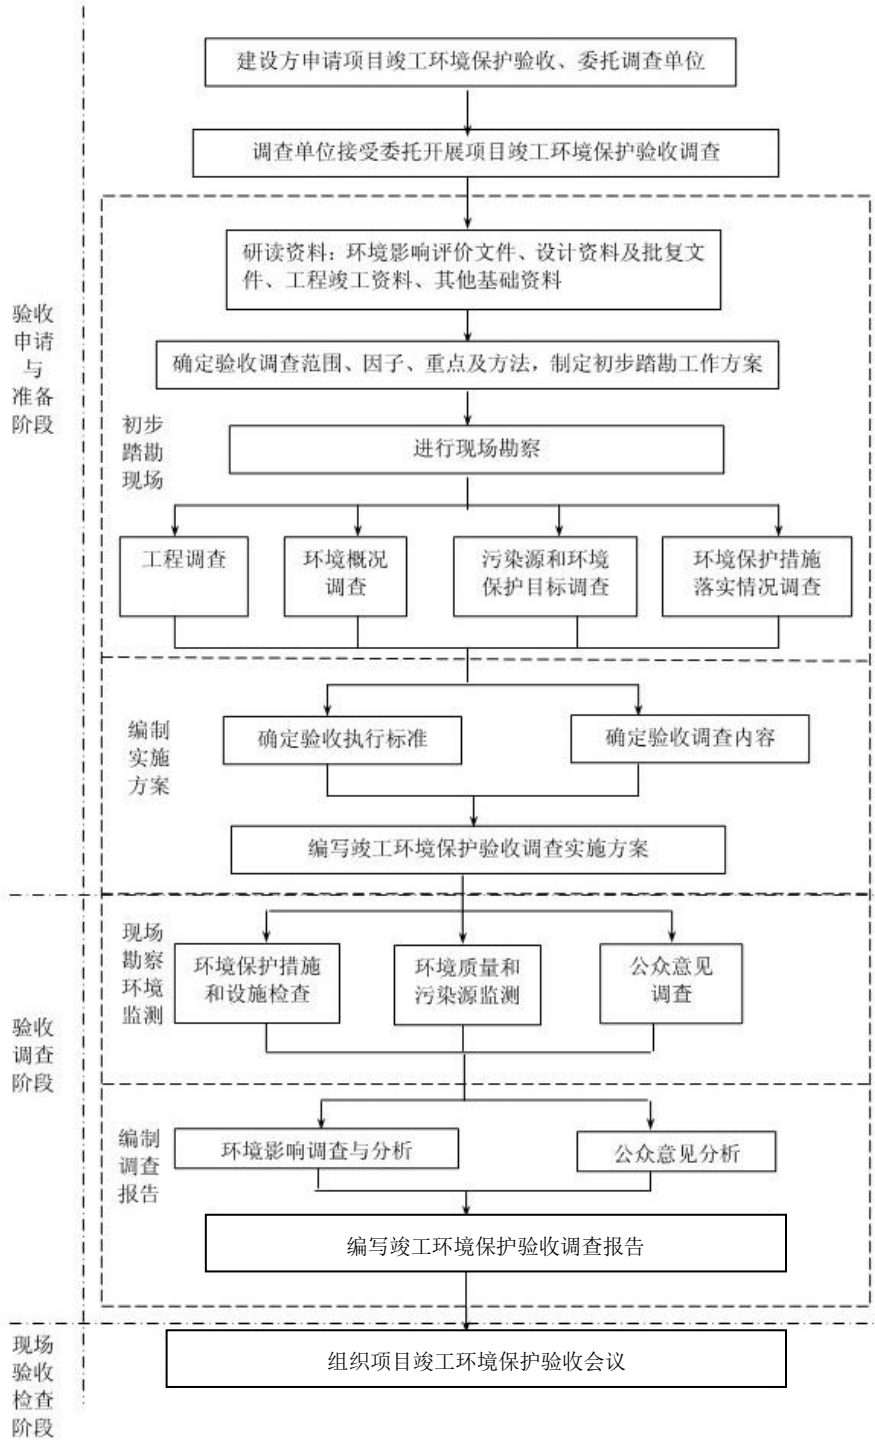 建设方申请项目竣工环境保护验收、委托调查单位
调查单位接受委托开展项目竣工环境保护验收调查
研读资料：环境影响评价文件、设计资料及批复文
件、工程竣工资料、其他基础资料
验收
申请
与
准备
阶段
确定验收调查范围、因子、重点及方法，制定初步踏勘工作方案
初步
踏勘
现场
进行现场勘察
工程调查
环境概况
调查
污染源和环境
保护目标调查
环境保护措施
落实情况调查
编制
实施
方案
确定验收执行标准
确定验收调查内容
编写竣工环境保护验收调查实施方案
验收
调查
阶段
现场
勘察
环境
监测
环境保护措施
和设施检查
环境质量和
污染源监测
公众意见
调查
编制
调查
报告
环境影响调查与分析
公众意见分析
编写竣工环境保护验收调查报告
现场
验收
检查
阶段
组织项目竣工环境保护验收会议